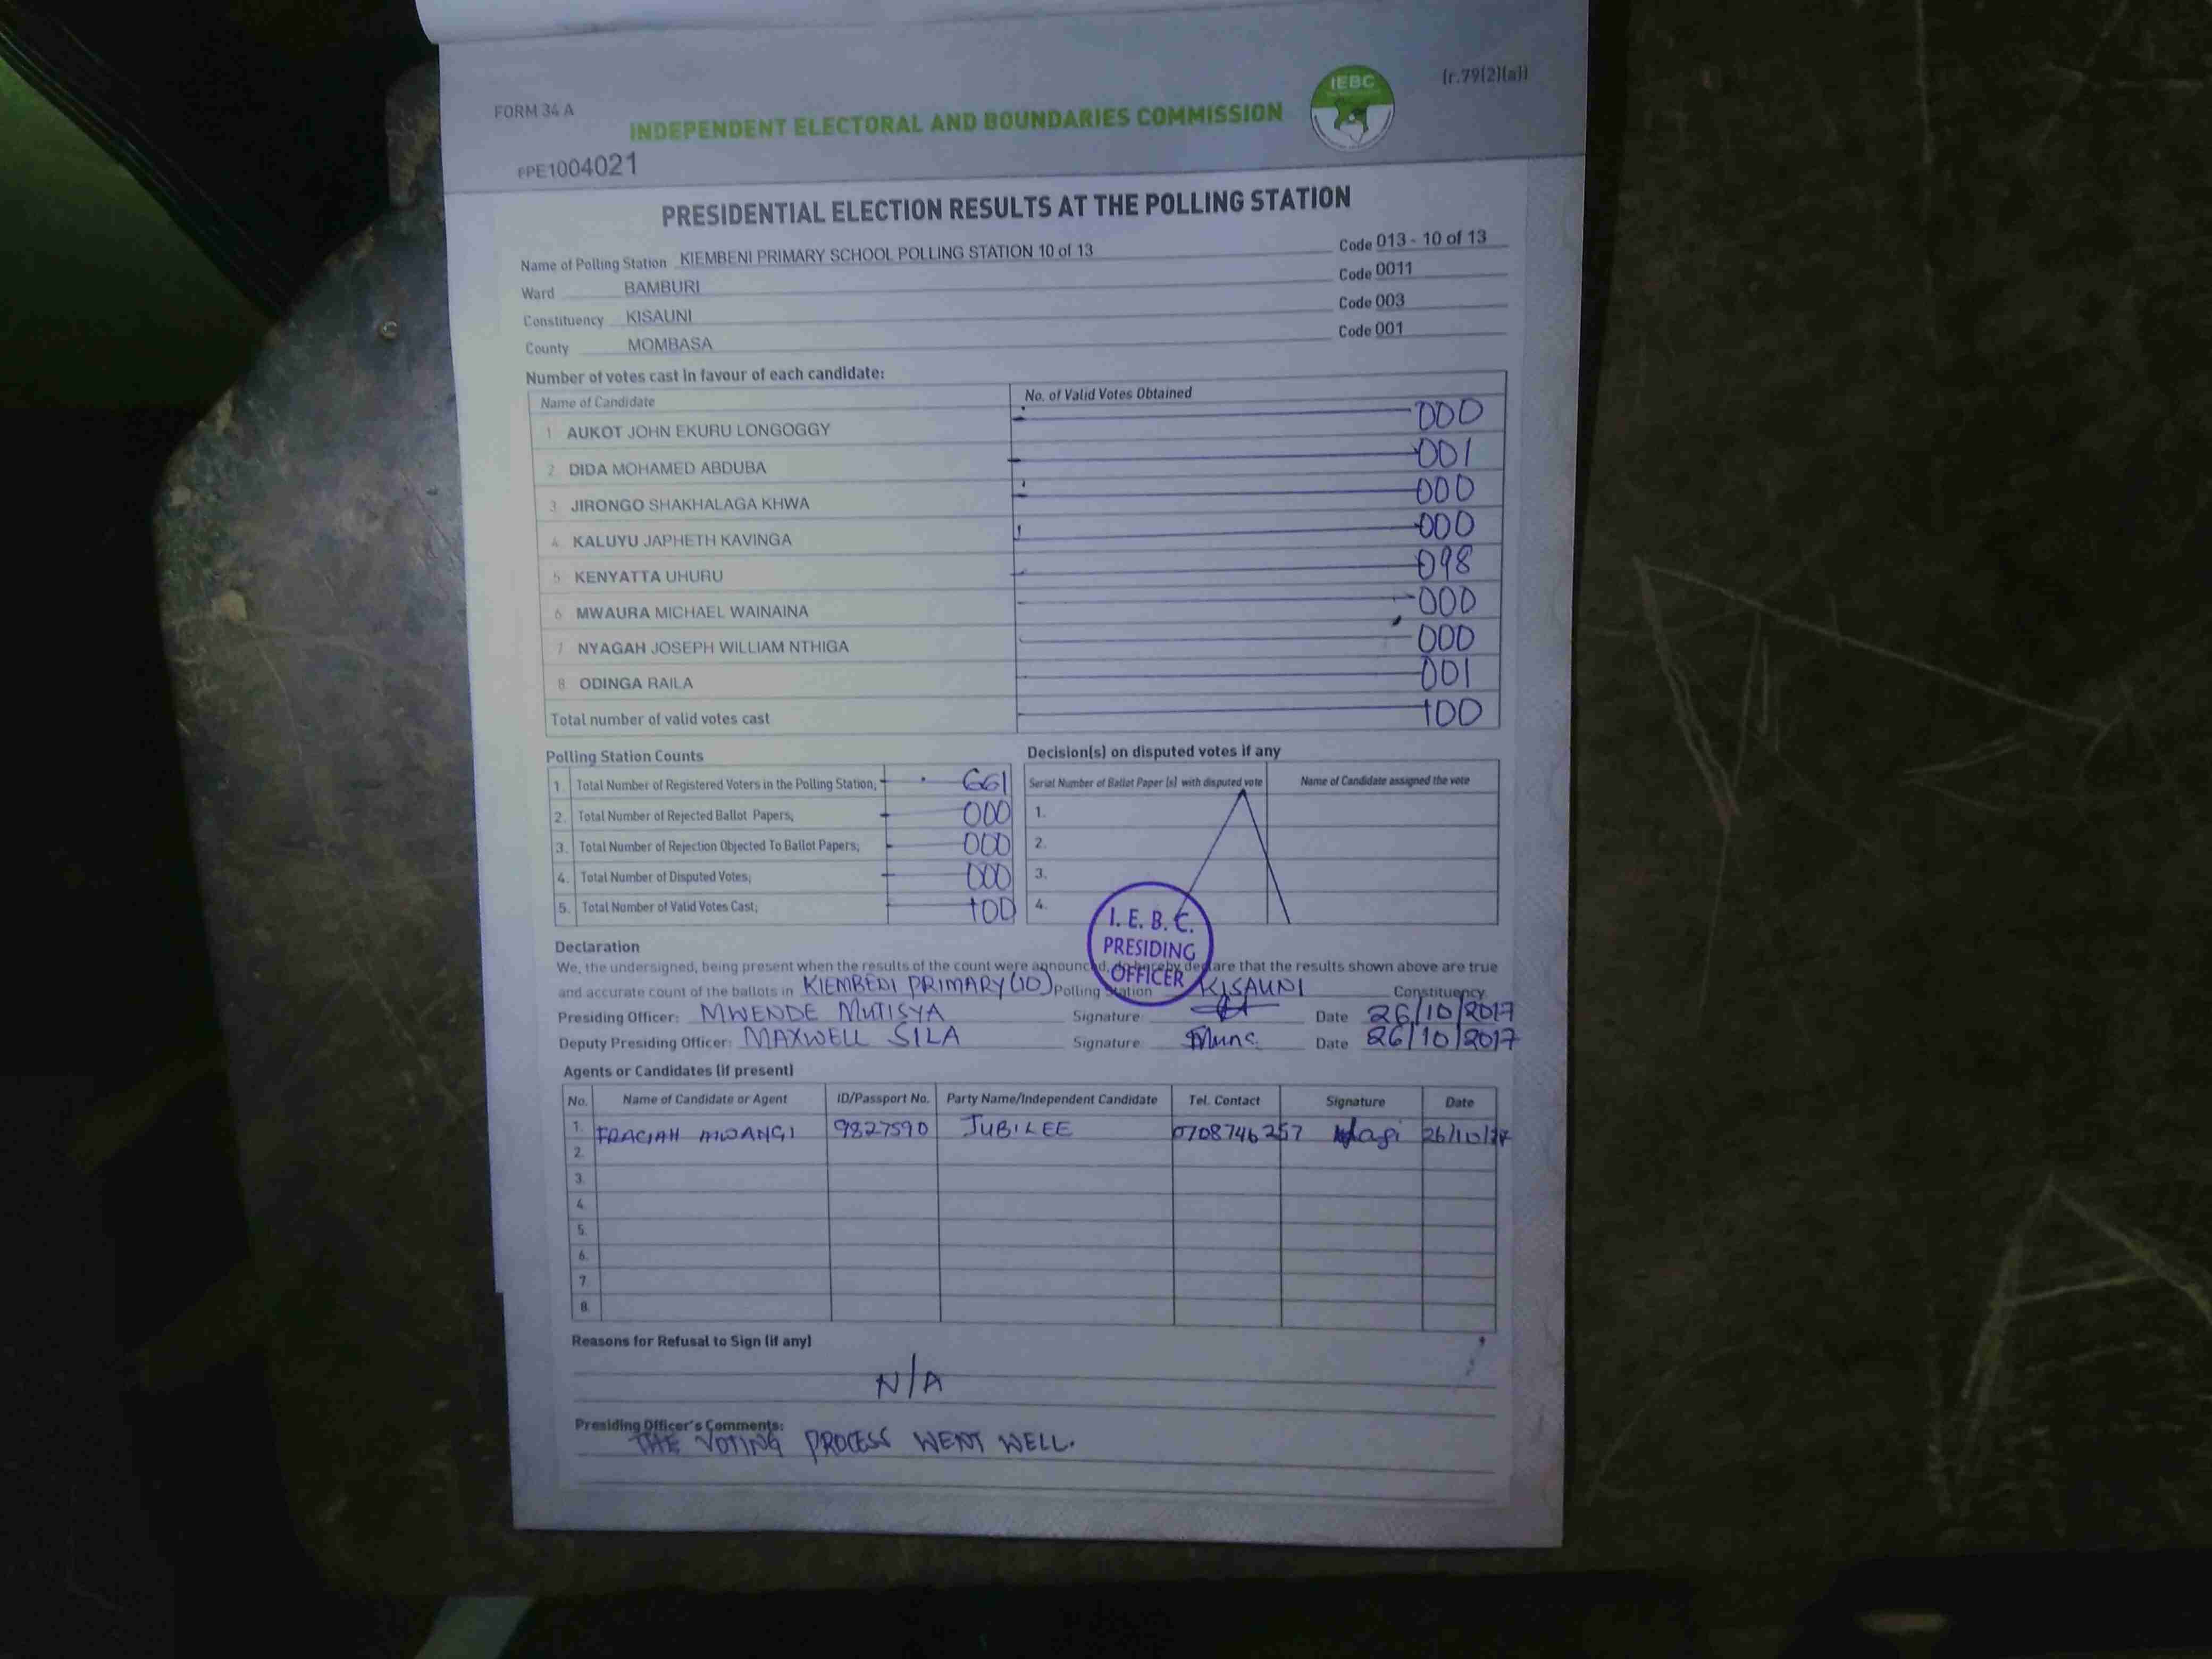 (r.79(2)(a))
FORM 34 A
INDEPENDENT ELECTORAL AND BOUNDARIES COMMISSION
IEBC
FPE1004021
PRESIDENTIAL ELECTION RESULTS AT THE POLLING STATION
Name of Polling Station KIEMBENI PRIMARY SCHOOL POLLING STATION 10 of 13 Code 013 - 10 of 13
Ward BAMBURI Code 0011
Constituency KISAUNI Code 003
County MOMBASA Code 001
Number of votes cast in favour of each candidate:
Name of Candidate No. of Valid Votes Obtained
1 AUKOT JOHN EKURU LONGOGGY 000
2 DIDA MOHAMED ABDUBA 001
3 JIRONGO SHAKHALAGA KHWA 000
4 KALUYU JAPHETH KAVINGA 000
5 KENYATTA UHURU 098
6 MWAURA MICHAEL WAINAINA 000
7 NYAGAH JOSEPH WILLIAM NTHIGA 000
8 ODINGA RAILA 001
Total number of valid votes cast 100
Polling Station Counts
1. Total Number of Registered Voters in the Polling Station; 661
2. Total Number of Rejected Ballot Papers; 000
3. Total Number of Rejection Objected To Ballot Papers; 000
4. Total Number of Disputed Votes; 000
5. Total Number of Valid Votes Cast; 100
Decision(s) on disputed votes if any
Serial Number of Ballot Paper (s) with disputed vote Name of Candidate assigned the vote
1.
2.
3.
4.
I. E. B. C.
PRESIDING
OFFICER
Declaration
We, the undersigned, being present when the results of the count were announced, do hereby declare that the results shown above are true
and accurate count of the ballots in KIEMBENI PRIMARY (10) Polling Station KISAUNI Constituency
Presiding Officer: MWENDE MUTISYA Signature Date 26/10/2017
Deputy Presiding Officer: MAXWELL SILA Signature Date 26/10/2017
Agents or Candidates (if present)
No. Name of Candidate or Agent ID/Passport No. Party Name/Independent Candidate Tel. Contact Signature Date
1. FRACIAH MWANGI 9827590 JUBILEE 0708746257 26/10/17
2.
3.
4.
5.
6.
7.
8.
Reasons for Refusal to Sign (if any)
N/A
Presiding Officer's Comments:
THE VOTING PROCESS WENT WELL.